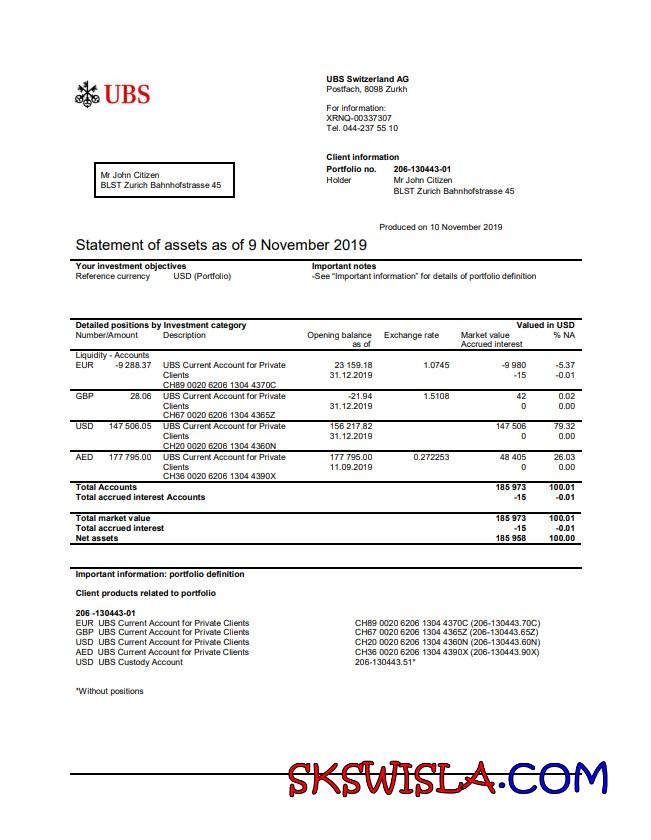 UBS
UBS Switzerland AG
Postfach, 8098 Zurkh
For information:
XRNQ-00337307
Tel. 044-237 55 10
Client information
Portfolio no. 206-130443-01
Holder Mr John Citizen
BLST Zurich Bahnhofstrasse 45
Mr John Citizen
BLST Zurich Bahnhofstrasse 45
Produced on 10 November 2019
Statement of assets as of 9 November 2019
Your investment objectives Important notes
Reference currency USD (Portfolio) -See “Important information” for details of portfolio definition
Detailed positions by Investment category Valued in USD
Number/Amount Description Opening balance Exchange rate Market value % NA
as of Accrued interest
Liquidity - Accounts
EUR -9 288.37 UBS Current Account for Private 23 159.18 1.0745 -9 980 -5.37
Clients 31.12.2019 -15 -0.01
CH89 0020 6206 1304 4370C
GBP 28.06 UBS Current Account for Private -21.94 1.5108 42 0.02
Clients 31.12.2019 0 0.00
CH67 0020 6206 1304 4365Z
USD 147 506.05 UBS Current Account for Private 156 217.82 147 506 79.32
Clients 31.12.2019 0 0.00
CH20 0020 6206 1304 4360N
AED 177 795.00 UBS Current Account for Private 177 795.00 0.272253 48 405 26.03
Clients 11.09.2019 0 0.00
CH36 0020 6206 1304 4390X
Total Accounts 185 973 100.01
Total accrued interest Accounts -15 -0.01
Total market value 185 973 100.01
Total accrued interest -15 -0.01
Net assets 185 958 100.00
Important information: portfolio definition
Client products related to portfolio
206 -130443-01
EUR UBS Current Account for Private Clients CH89 0020 6206 1304 4370C (206-130443.70C)
GBP UBS Current Account for Private Clients CH67 0020 6206 1304 4365Z (206-130443.65Z)
USD UBS Current Account for Private Clients CH20 0020 6206 1304 4360N (206-130443.60N)
AED UBS Current Account for Private Clients CH36 0020 6206 1304 4390X (206-130443.90X)
USD UBS Custody Account 206-130443.51*
*Without positions
SKSWISLA.COM